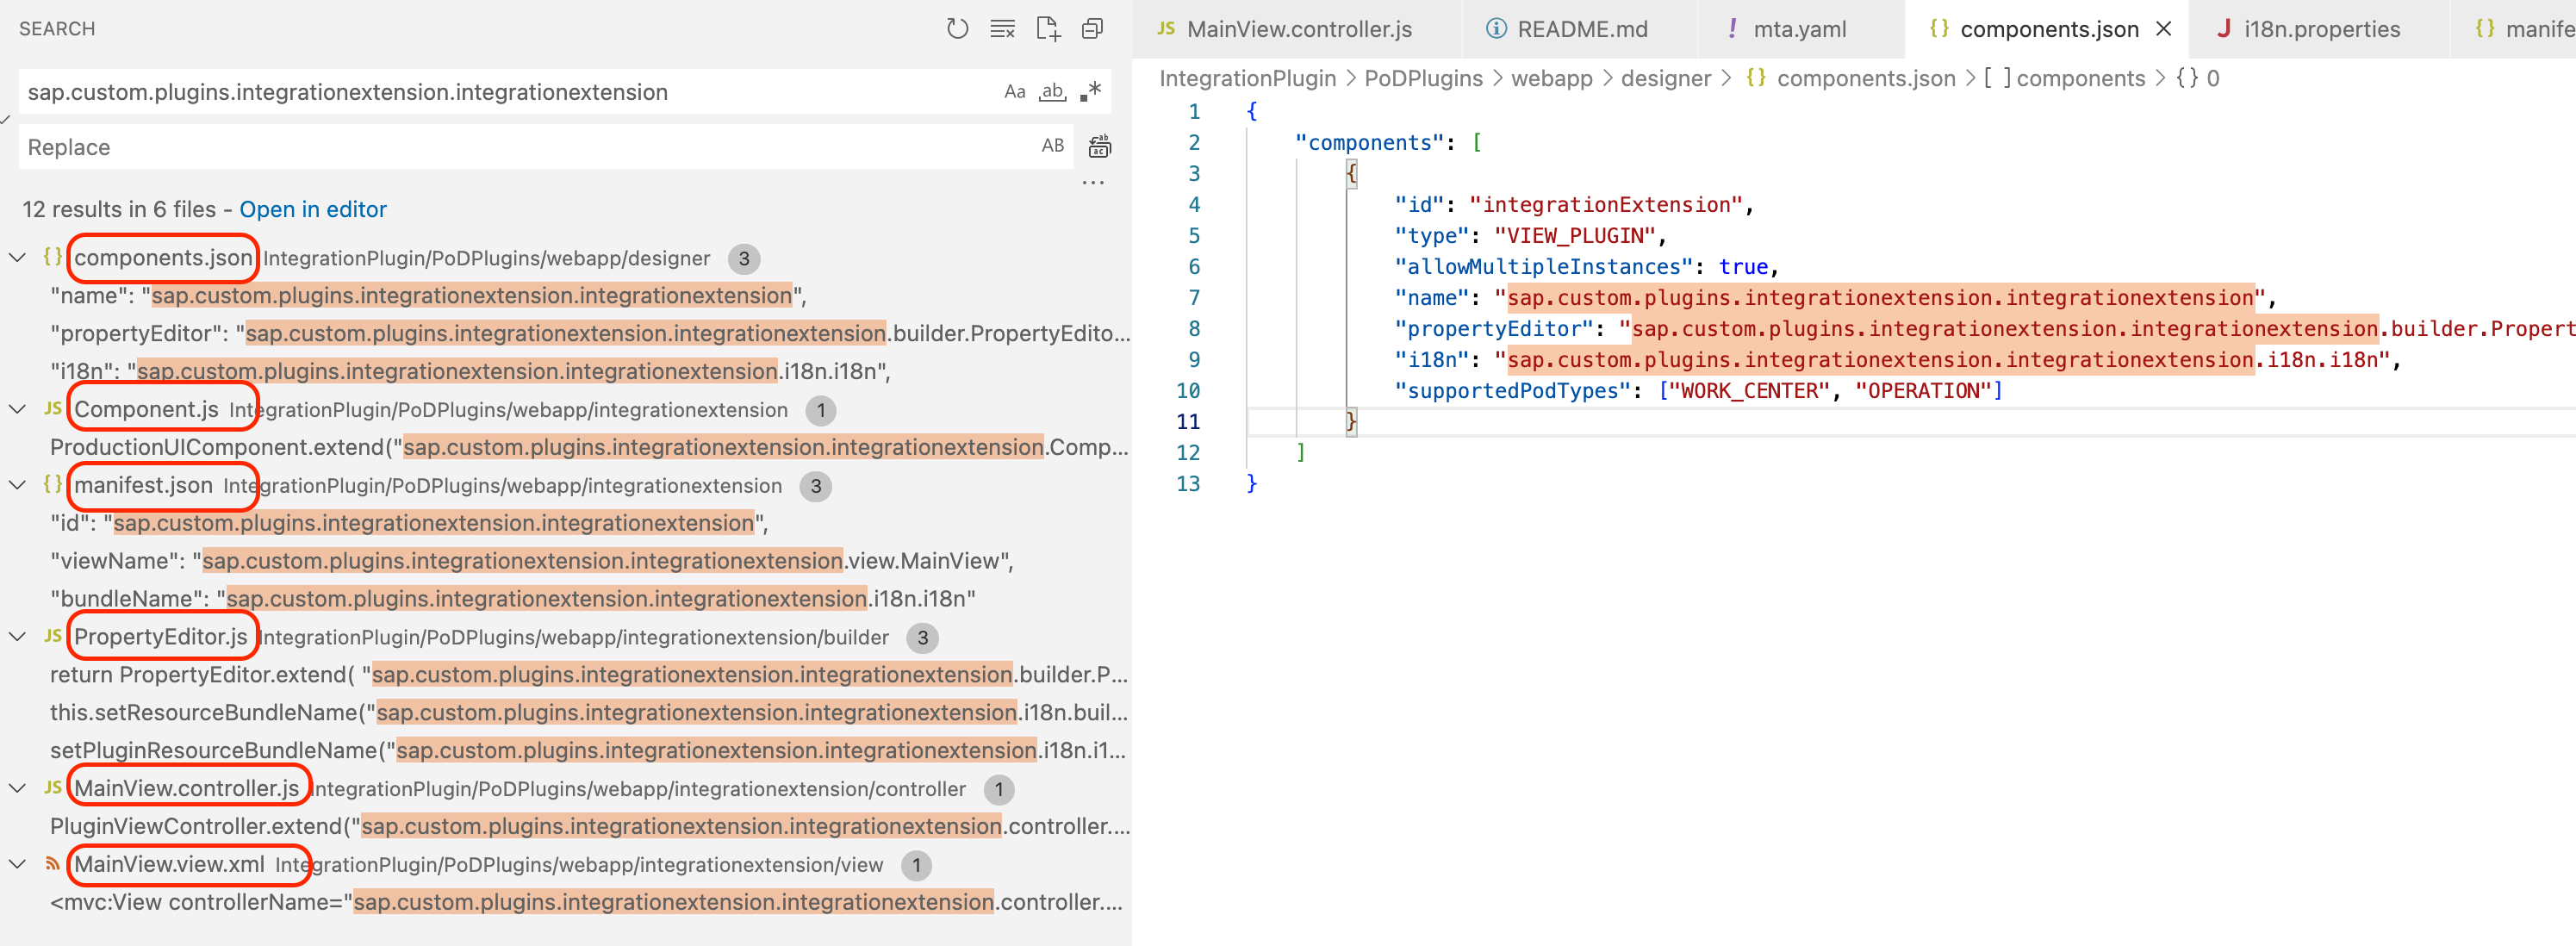 SEARCH
sap.custom.plugins.integrationextension.integrationextension
Aa ab .*
Replace
AB
12 results in 6 files - Open in editor
{} components.json IntegrationPlugin/PoDPlugins/webapp/designer 3
"name": "sap.custom.plugins.integrationextension.integrationextension",
"propertyEditor": "sap.custom.plugins.integrationextension.integrationextension.builder.PropertyEdito...
"i18n": "sap.custom.plugins.integrationextension.integrationextension.i18n.i18n",
JS Component.js IntegrationPlugin/PoDPlugins/webapp/integrationextension 1
ProductionUIComponent.extend("sap.custom.plugins.integrationextension.integrationextension.Comp...
{} manifest.json IntegrationPlugin/PoDPlugins/webapp/integrationextension 3
"id": "sap.custom.plugins.integrationextension.integrationextension",
"viewName": "sap.custom.plugins.integrationextension.integrationextension.view.MainView",
"bundleName": "sap.custom.plugins.integrationextension.integrationextension.i18n.i18n"
JS PropertyEditor.js IntegrationPlugin/PoDPlugins/webapp/integrationextension/builder 3
return PropertyEditor.extend( "sap.custom.plugins.integrationextension.integrationextension.builder.P...
this.setResourceBundleName("sap.custom.plugins.integrationextension.integrationextension.i18n.buil...
setPluginResourceBundleName("sap.custom.plugins.integrationextension.integrationextension.i18n.i1...
JS MainView.controller.js IntegrationPlugin/PoDPlugins/webapp/integrationextension/controller 1
PluginViewController.extend("sap.custom.plugins.integrationextension.integrationextension.controller....
MainView.view.xml IntegrationPlugin/PoDPlugins/webapp/integrationextension/view 1
<mvc:View controllerName="sap.custom.plugins.integrationextension.integrationextension.controller....
JS MainView.controller.js README.md ! mta.yaml {} components.json J i18n.properties {} manife
IntegrationPlugin > PoDPlugins > webapp > designer > {} components.json > [ ] components > {} 0
1 {
2 "components": [
3 {
4 "id": "integrationExtension",
5 "type": "VIEW_PLUGIN",
6 "allowMultipleInstances": true,
7 "name": "sap.custom.plugins.integrationextension.integrationextension",
8 "propertyEditor": "sap.custom.plugins.integrationextension.integrationextension.builder.Propert
9 "i18n": "sap.custom.plugins.integrationextension.integrationextension.i18n.i18n",
10 "supportedPodTypes": ["WORK_CENTER", "OPERATION"]
11 }
12 ]
13 }